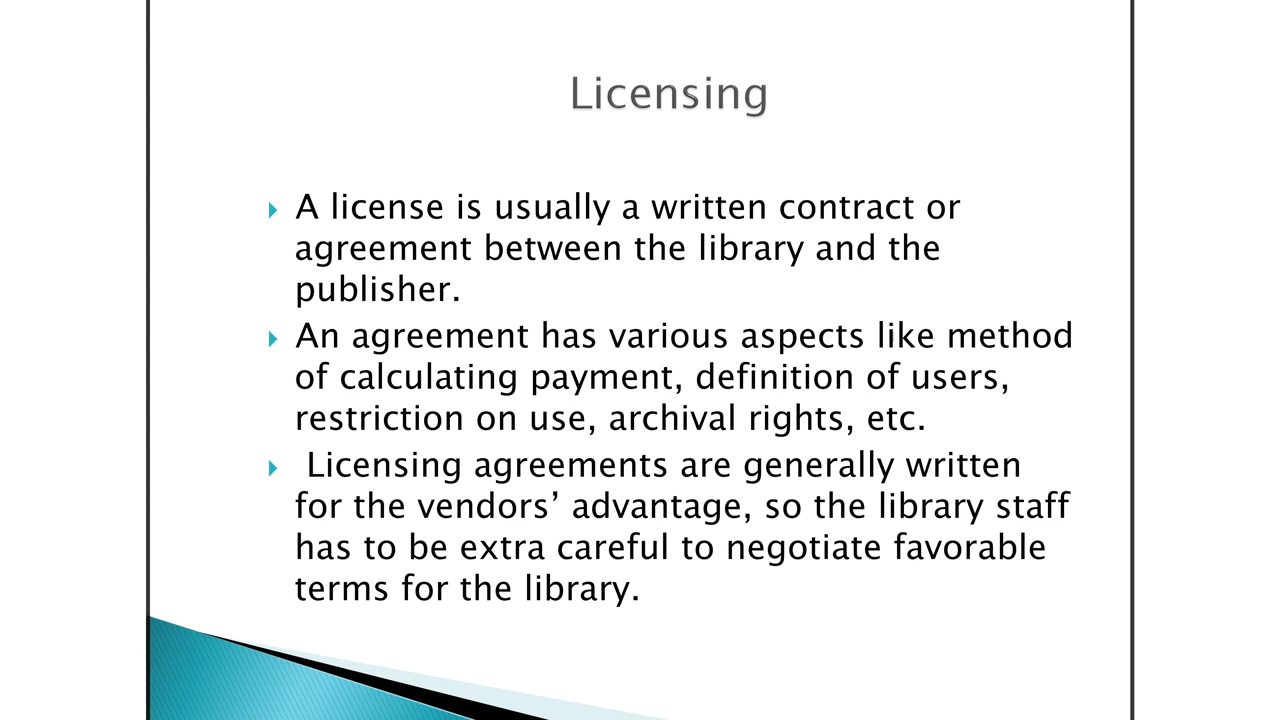 Licensing
A license is usually a written contract or
agreement between the library and the
publisher.
An agreement has various aspects like method
of calculating payment, definition of users,
restriction on use, archival rights, etc.
Licensing agreements are generally written
for the vendors’ advantage, so the library staff
has to be extra careful to negotiate favorable
terms for the library.